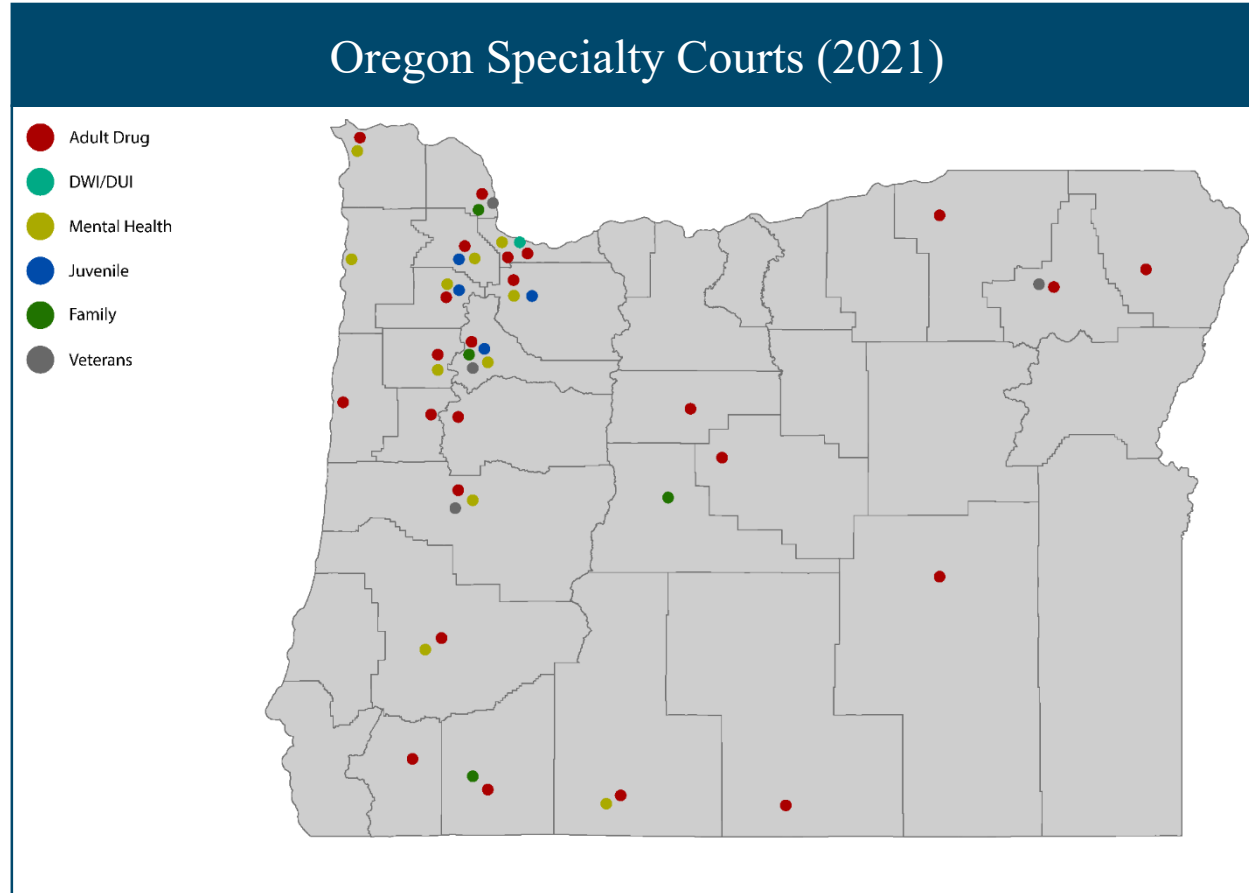 Oregon Specialty Courts (2021)
Adult Drug
DWI/DUI
Mental Health
Juvenile
Family
Veterans